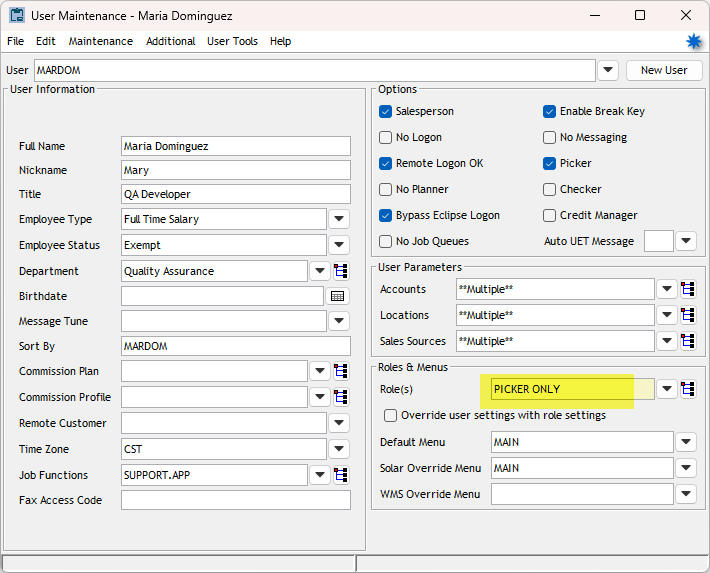 User Maintenance - Maria Dominguez
File Edit Maintenance Additional User Tools Help
User MARDOM New User
User Information
Full Name Maria Dominguez
Nickname Mary
Title QA Developer
Employee Type Full Time Salary
Employee Status Exempt
Department Quality Assurance
Birthdate
Message Tune
Sort By MARDOM
Commission Plan
Commission Profile
Remote Customer
Time Zone CST
Job Functions SUPPORT.APP
Fax Access Code
Options
Salesperson Enable Break Key
No Logon No Messaging
Remote Logon OK Picker
No Planner Checker
Bypass Eclipse Logon Credit Manager
No Job Queues Auto UET Message
User Parameters
Accounts **Multiple**
Locations **Multiple**
Sales Sources **Multiple**
Roles & Menus
Role(s) PICKER ONLY
Override user settings with role settings
Default Menu MAIN
Solar Override Menu MAIN
WMS Override Menu